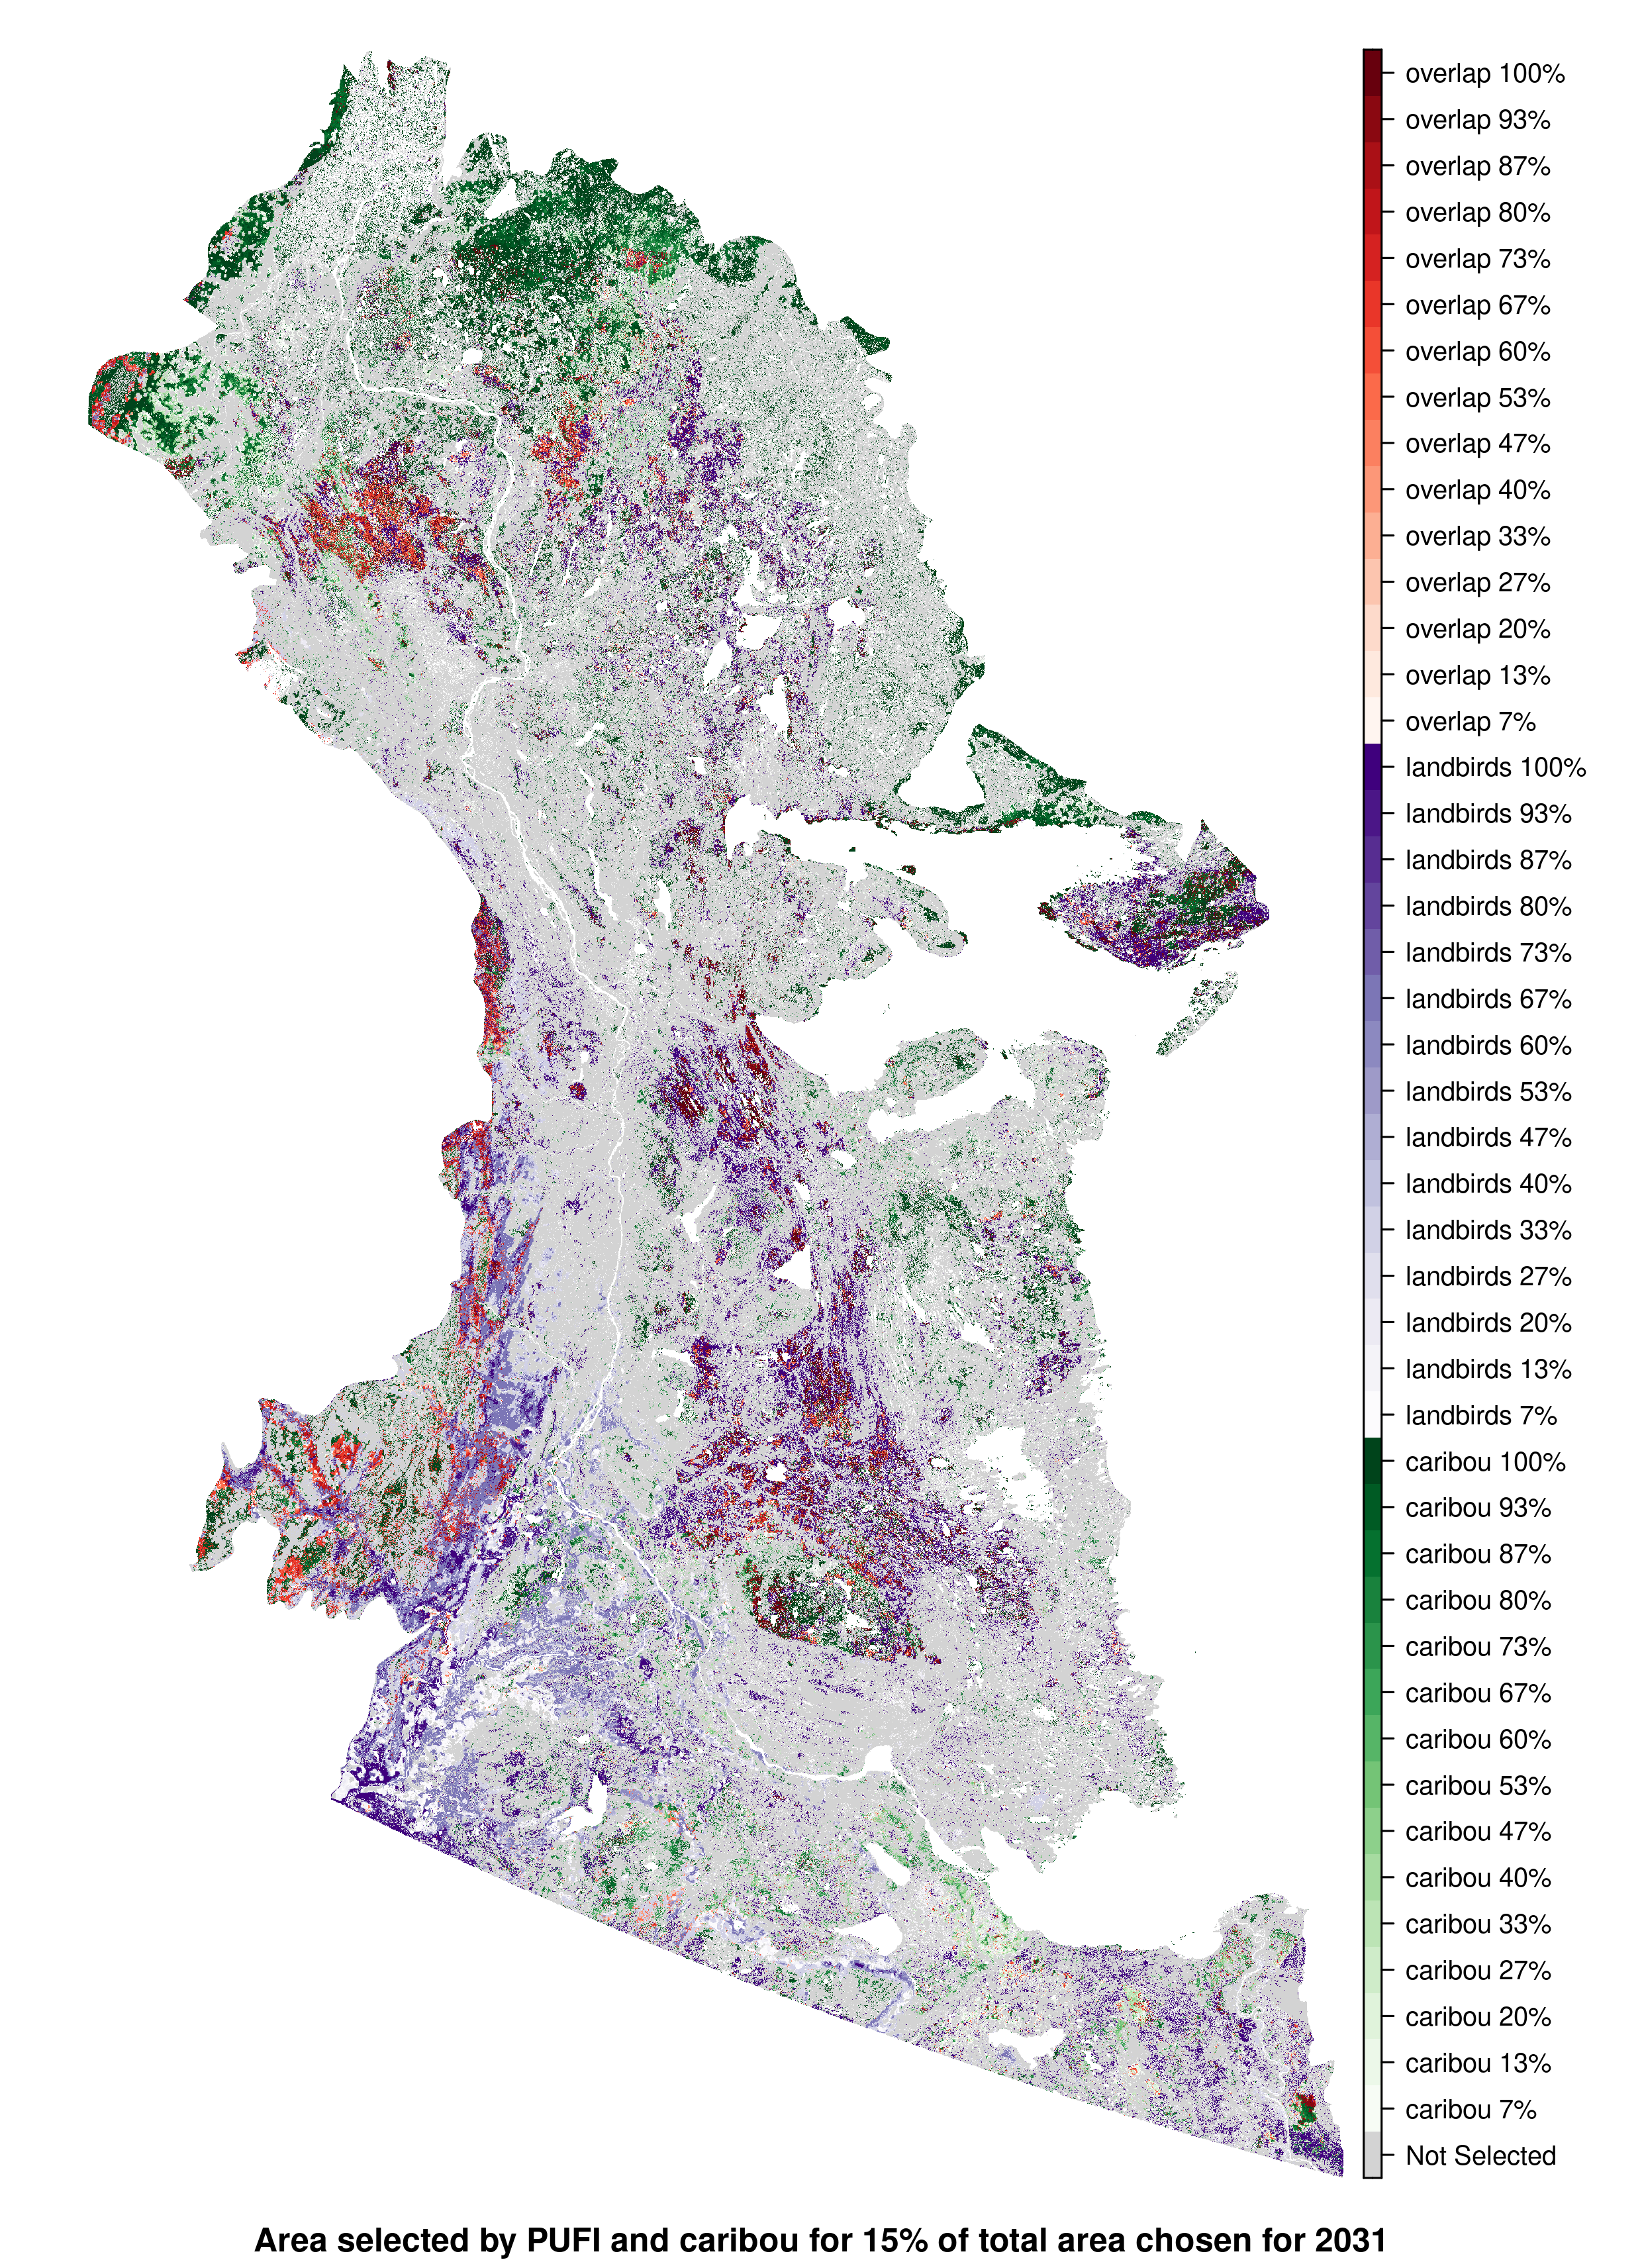 overlap 100%
overlap 93%
overlap 87%
overlap 80%
overlap 73%
overlap 67%
overlap 60%
overlap 53%
overlap 47%
overlap 40%
overlap 33%
overlap 27%
overlap 20%
overlap 13%
overlap 7%
landbirds 100%
landbirds 93%
landbirds 87%
landbirds 80%
landbirds 73%
landbirds 67%
landbirds 60%
landbirds 53%
landbirds 47%
landbirds 40%
landbirds 33%
landbirds 27%
landbirds 20%
landbirds 13%
landbirds 7%
caribou 100%
caribou 93%
caribou 87%
caribou 80%
caribou 73%
caribou 67%
caribou 60%
caribou 53%
caribou 47%
caribou 40%
caribou 33%
caribou 27%
caribou 20%
caribou 13%
caribou 7%
Not Selected
Area selected by PUFI and caribou for 15% of total area chosen for 2031